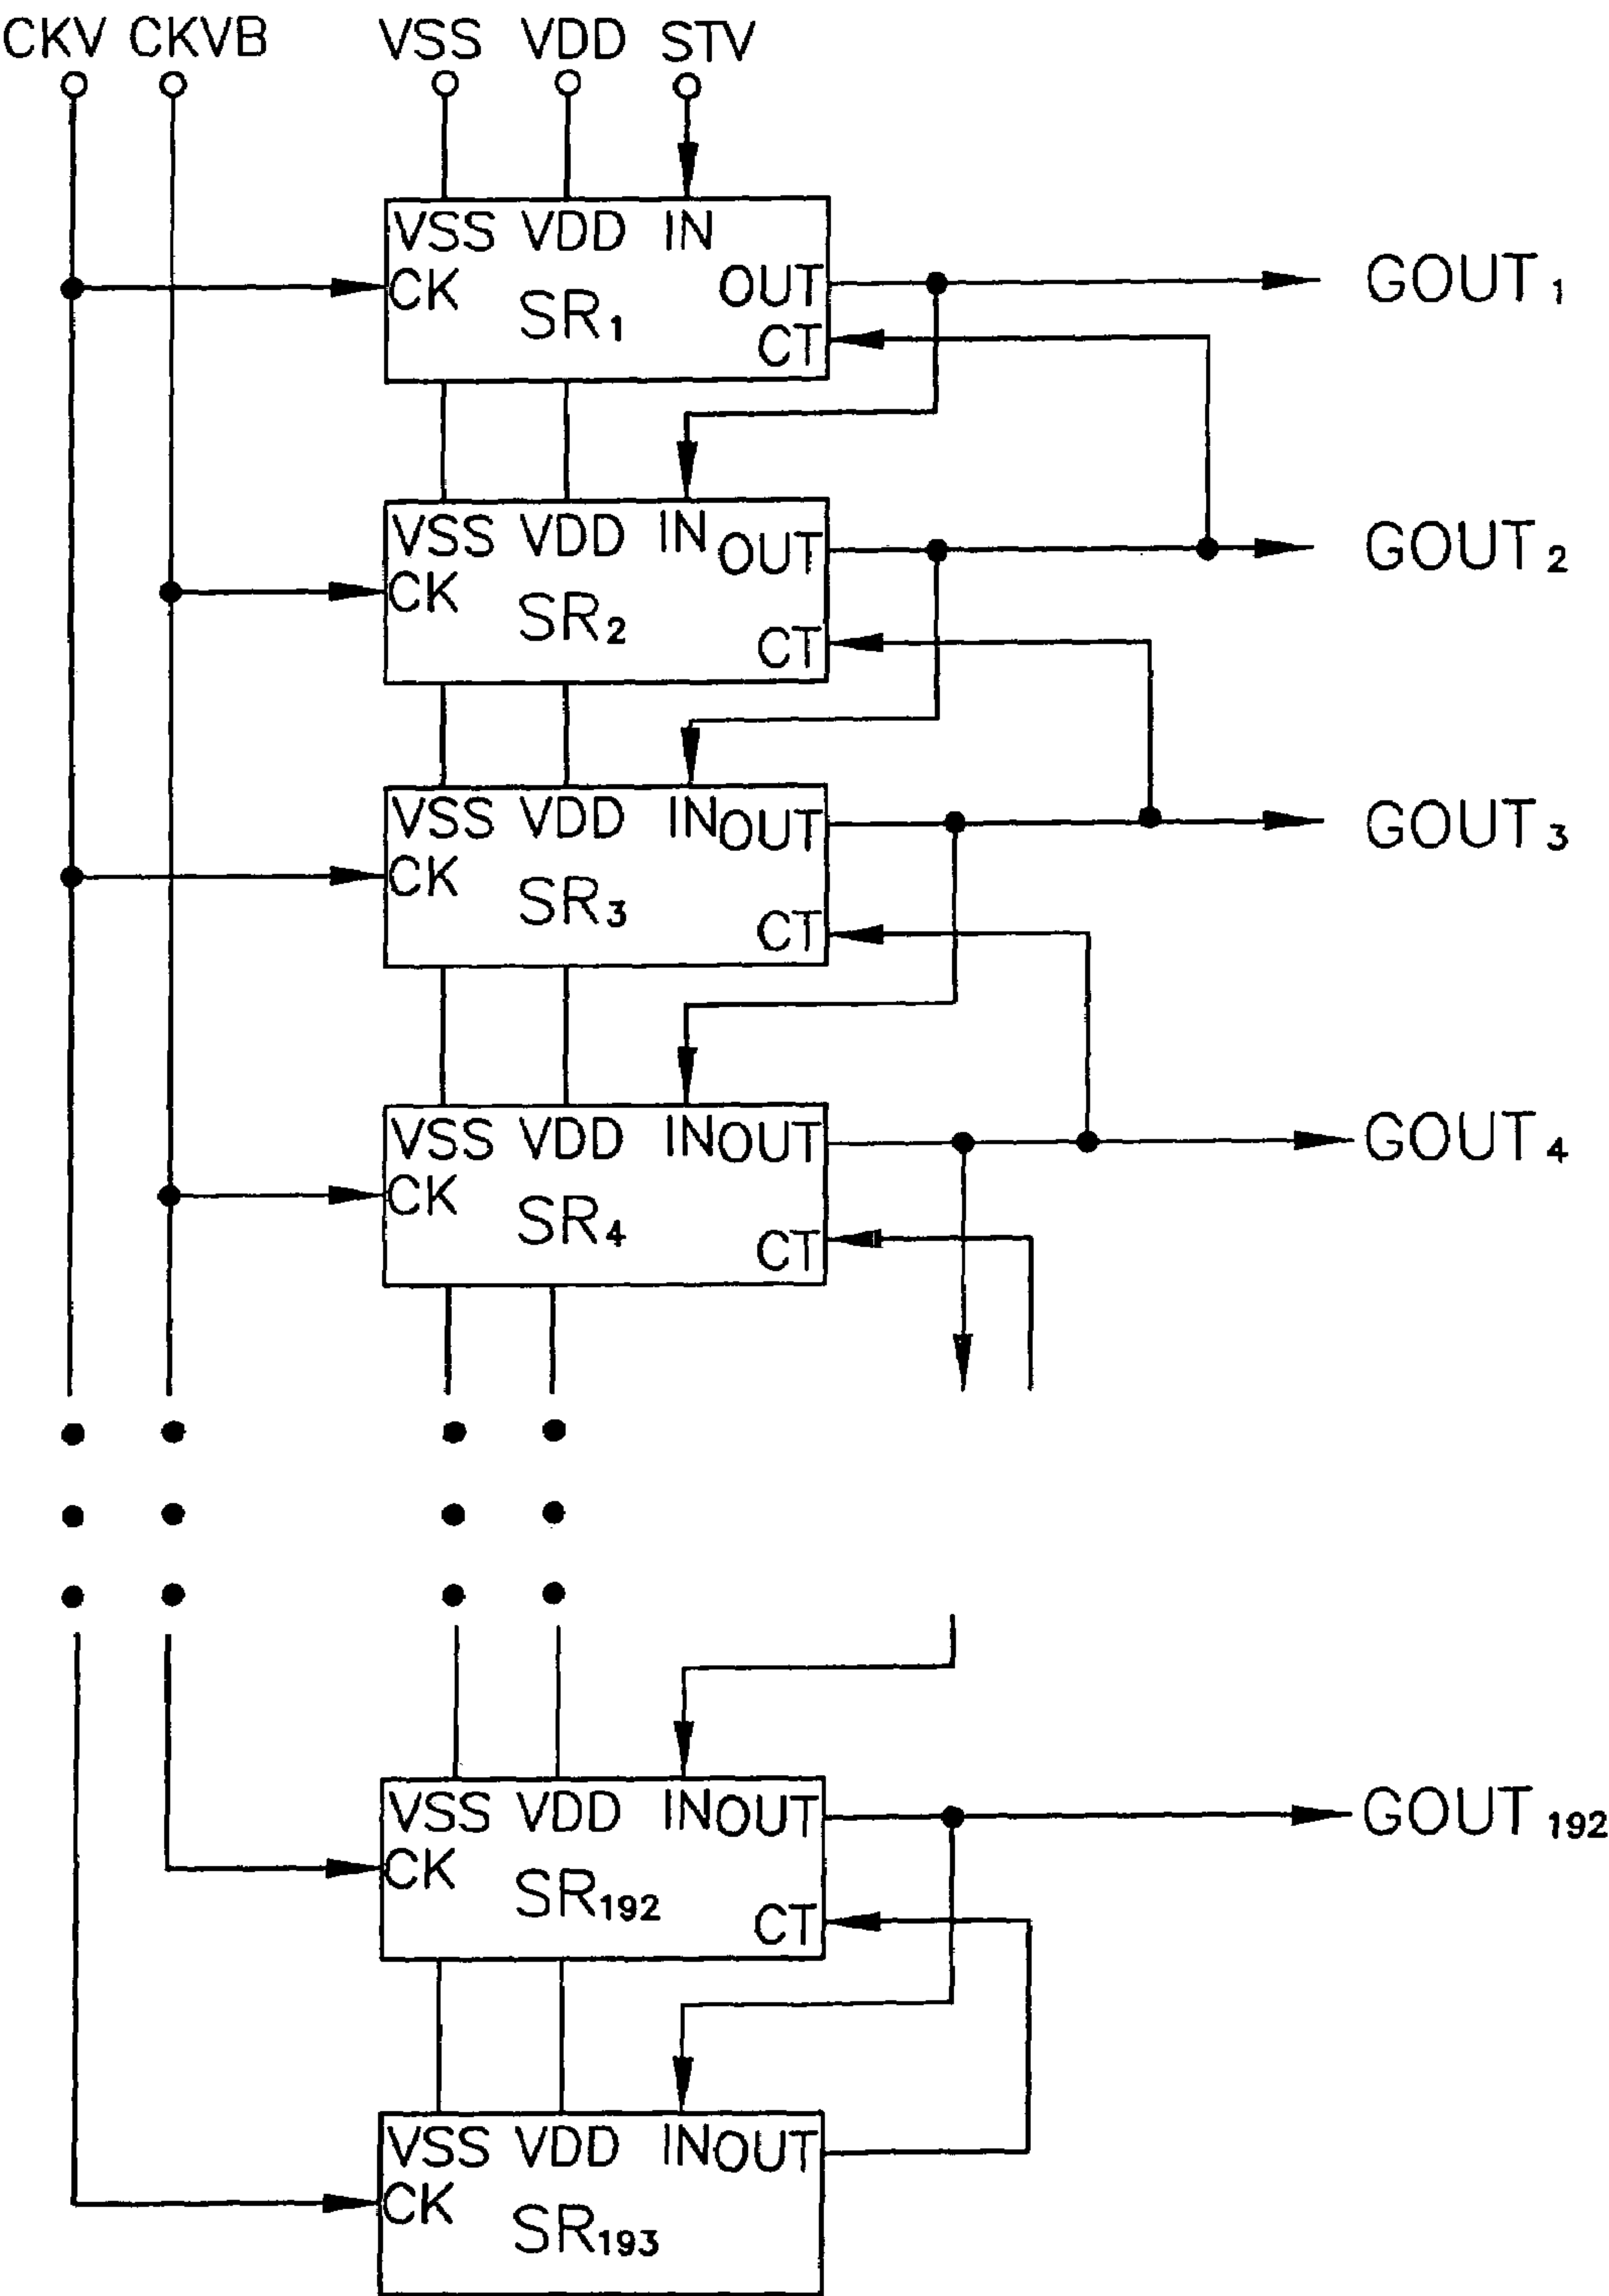 CKV CKVB VSS VDD STV
VSS VDD IN
CK OUT GOUT1
SR1
CT
VSS VDD IN OUT GOUT2
CK
SR2
CT
VSS VDD IN OUT GOUT3
CK
SR3
CT
VSS VDD IN OUT GOUT4
CK
SR4
CT
VSS VDD IN OUT GOUT192
CK
SR192
CT
VSS VDD IN OUT
CK
SR193